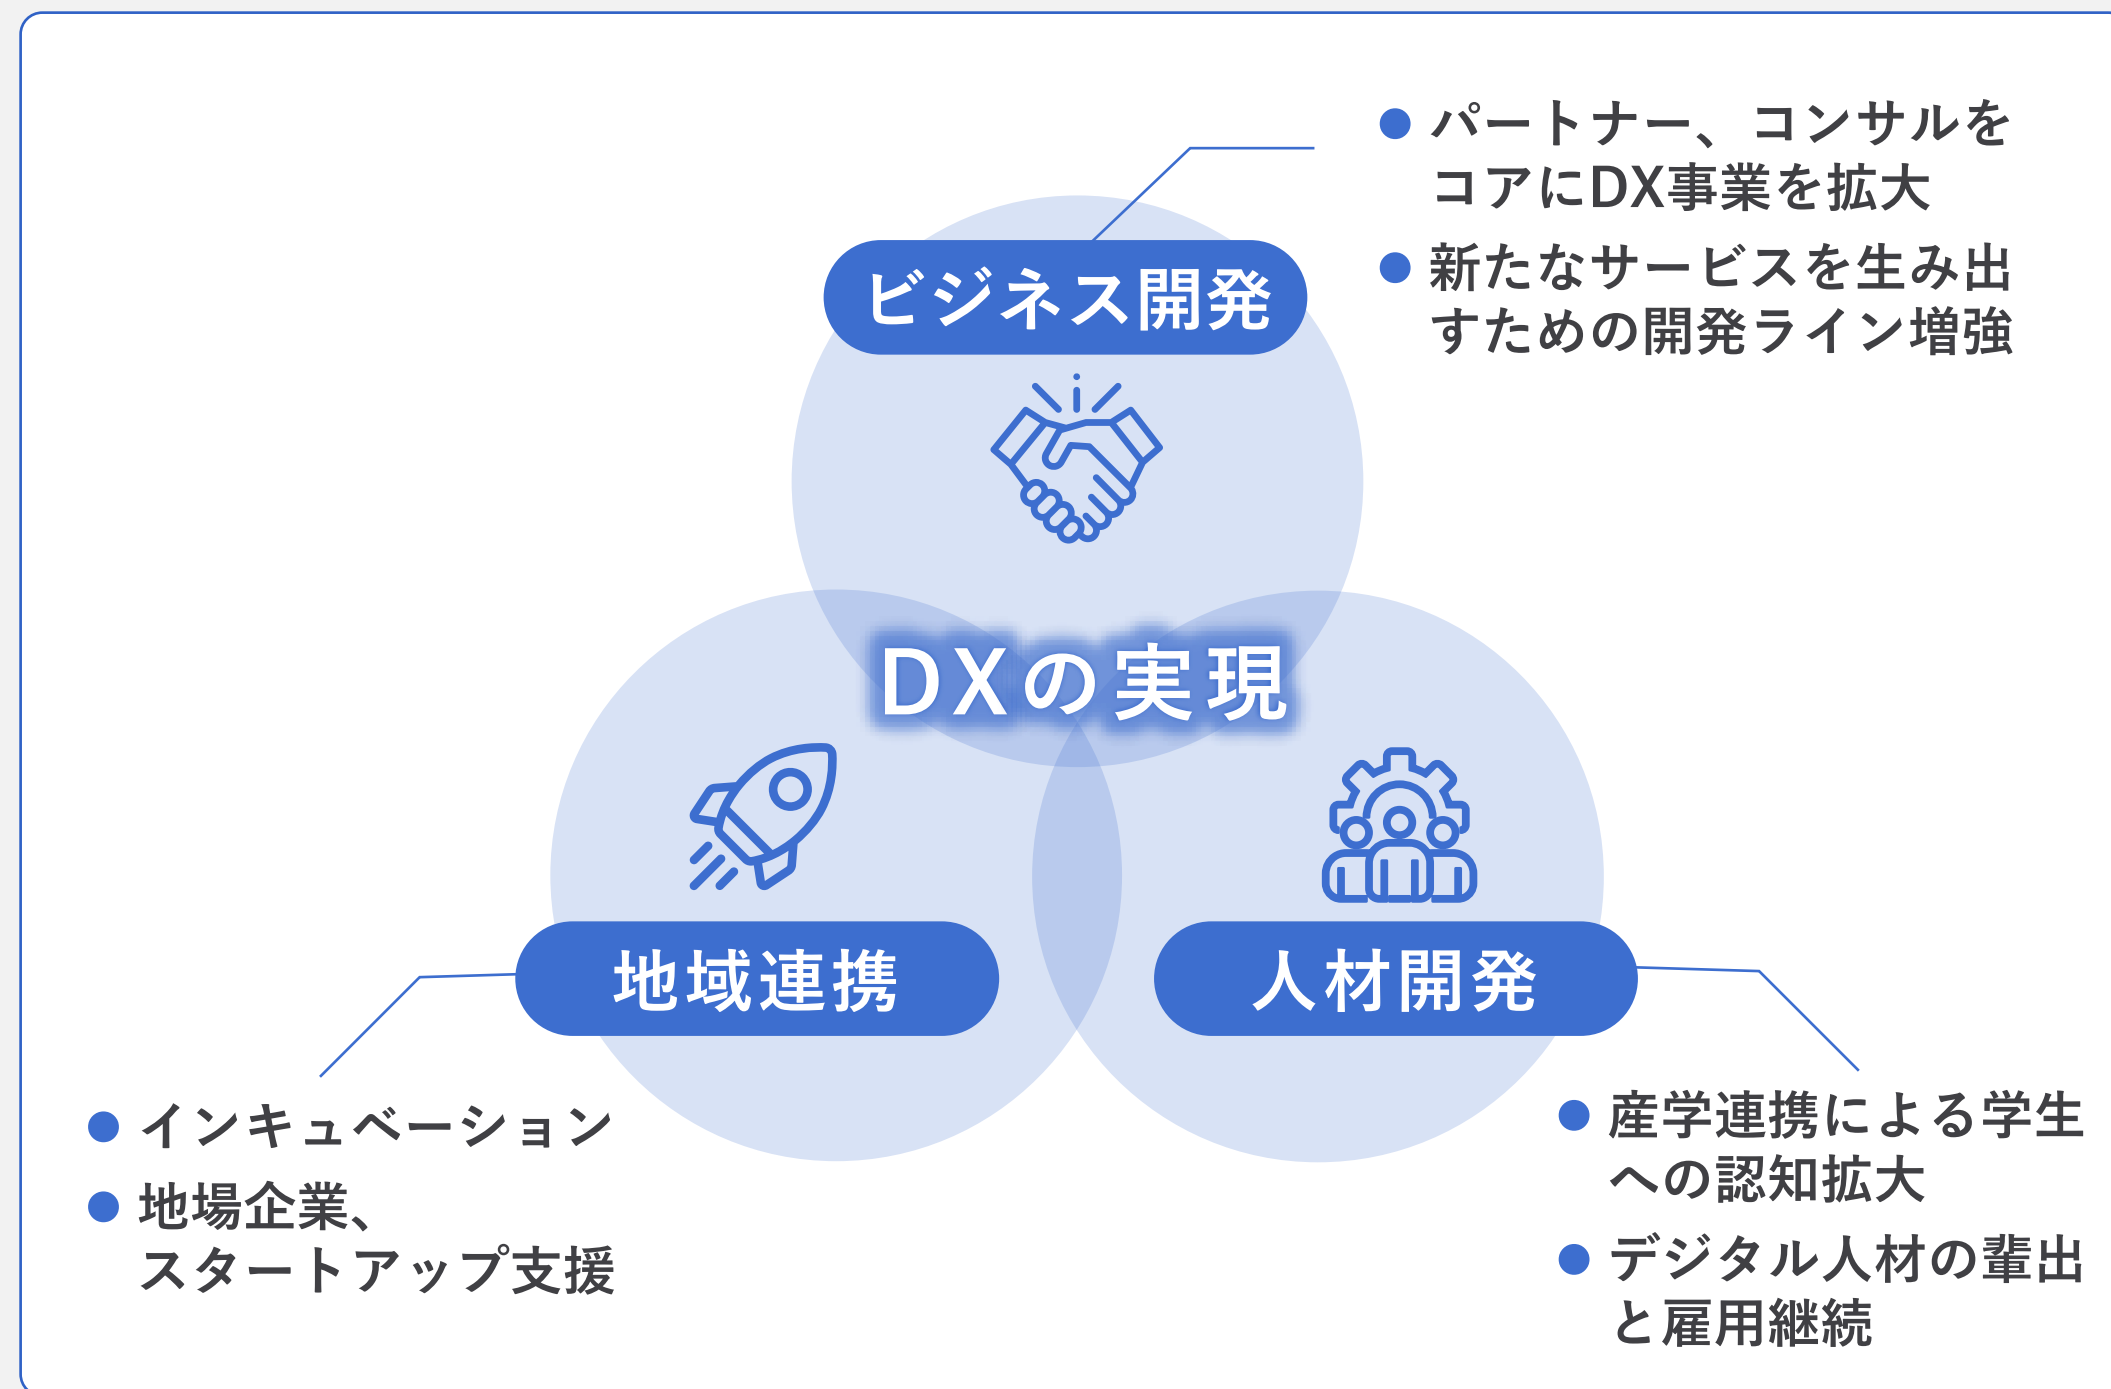 パートナー、コンサルを
コアにDX事業を拡大
新たなサービスを生み出
すための開発ライン増強
ビジネス開発
DXの実現
地域連携
人材開発
インキュベーション
地場企業、
スタートアップ支援
産学連携による学生
への認知拡大
デジタル人材の輩出
と雇用継続